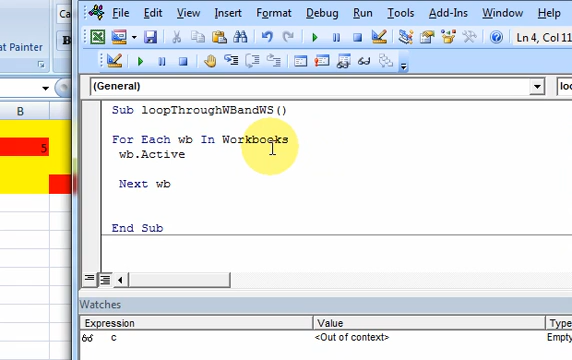 File Edit View Insert Format Debug Run Tools Add-Ins Window Help
at Painter
B
Ln 4, Col 11
(General)
B
5
Sub loopThroughWBandWS()
For Each wb In Workbooks
wb.Active
Next wb
End Sub
Watches
Expression Value Type
c <Out of context> Empty